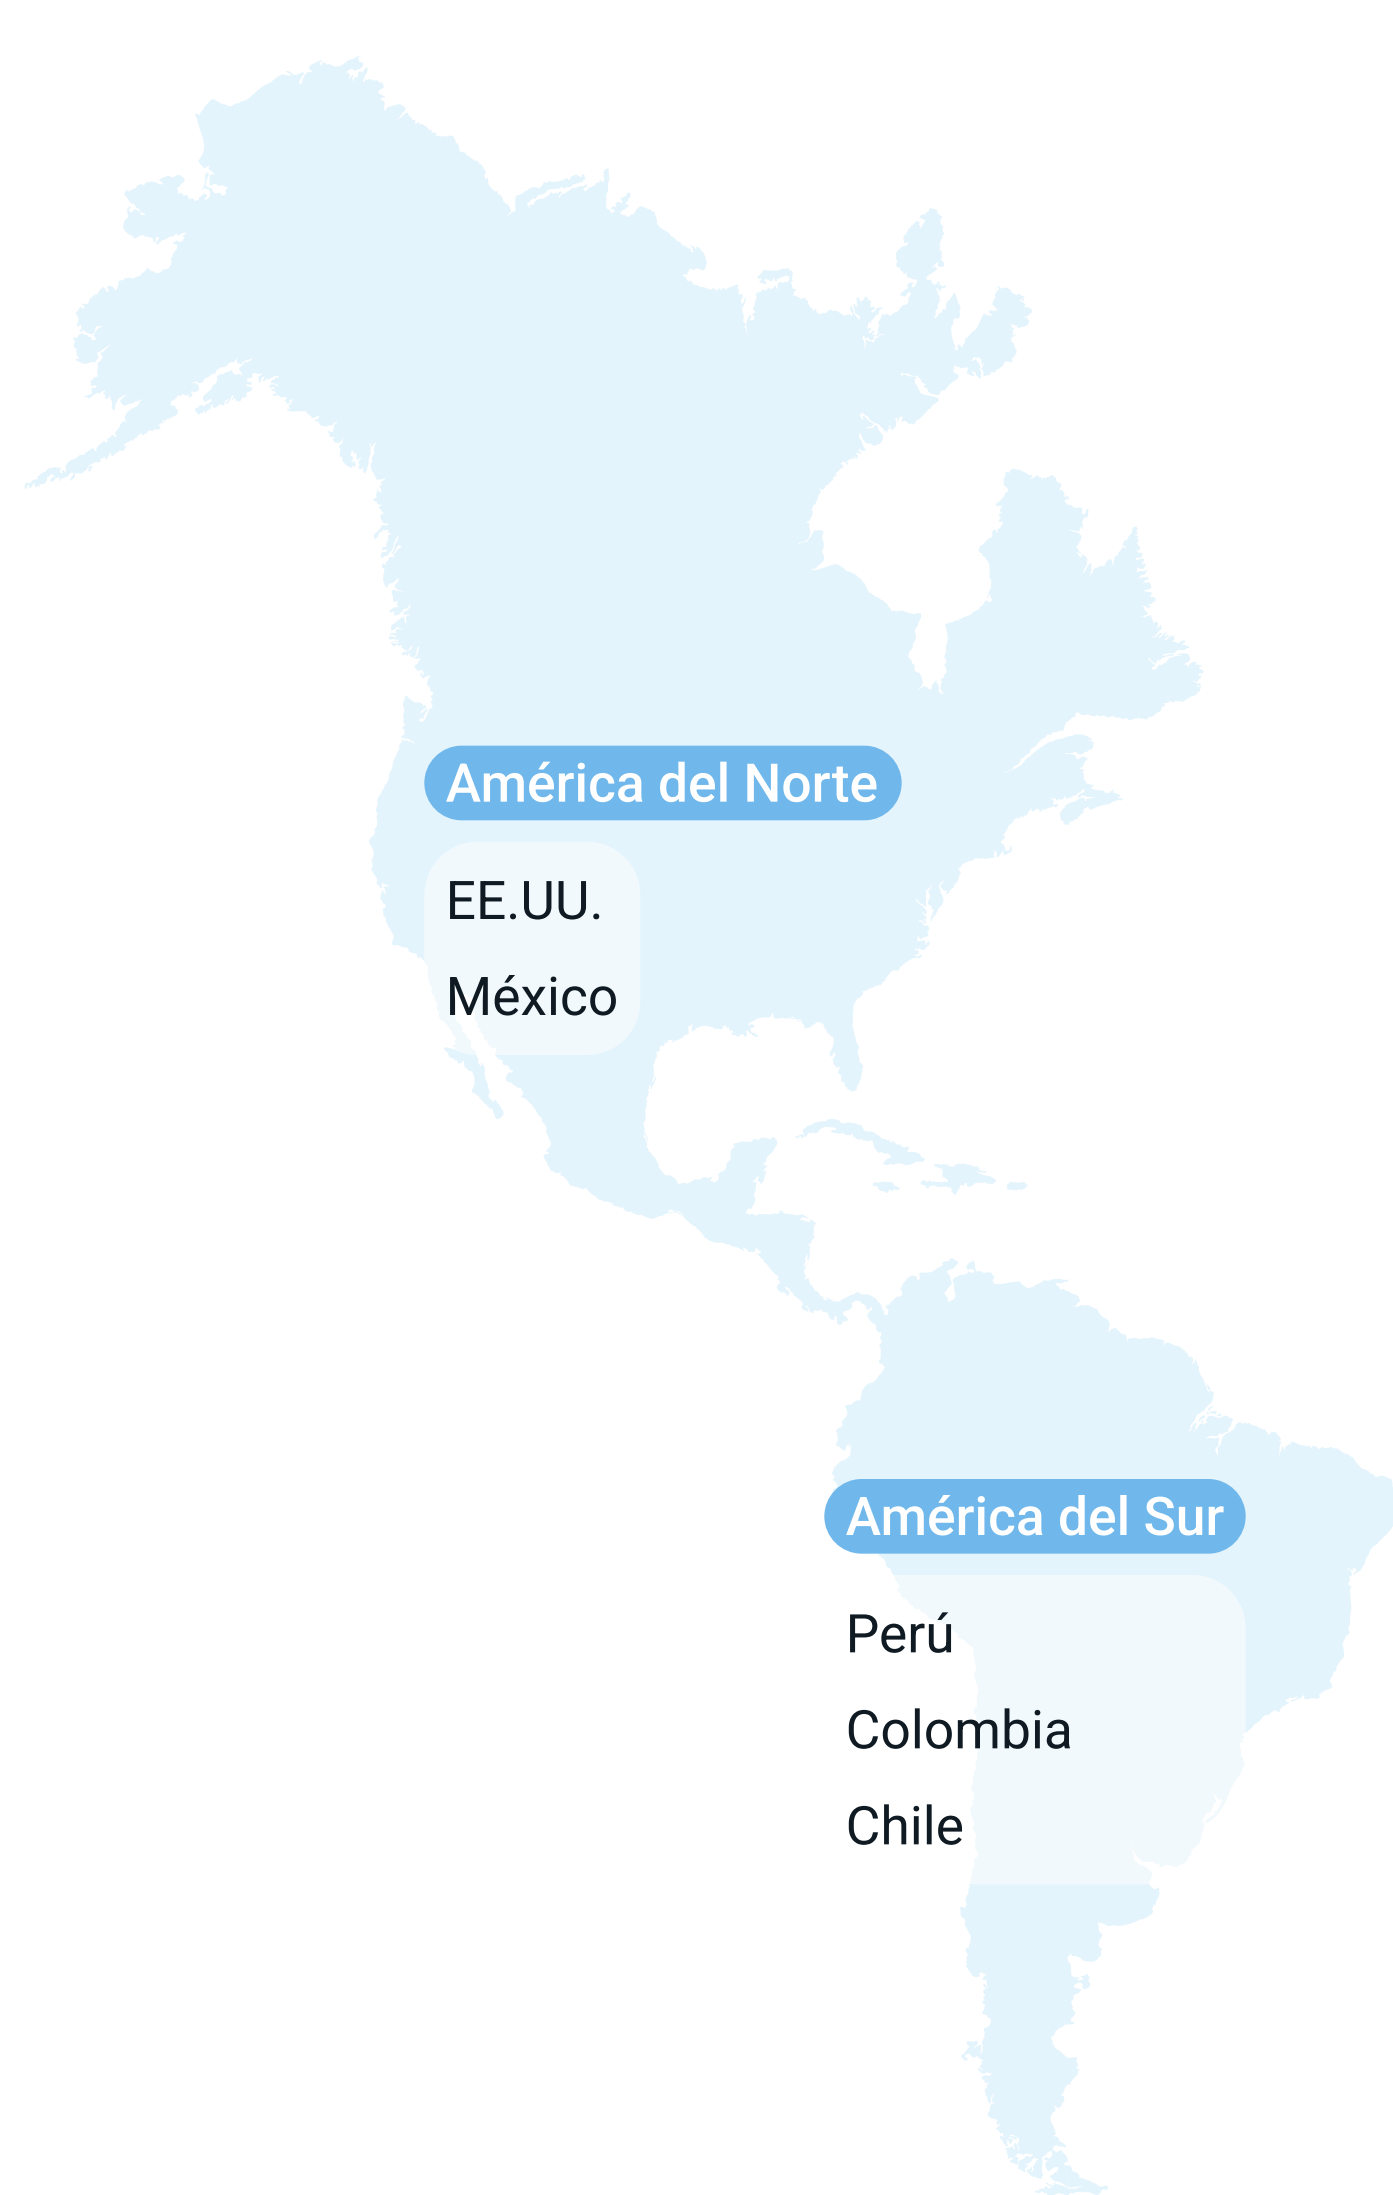 América del Norte
EE.UU.
México
América del Sur
Perú
Colombia
Chile